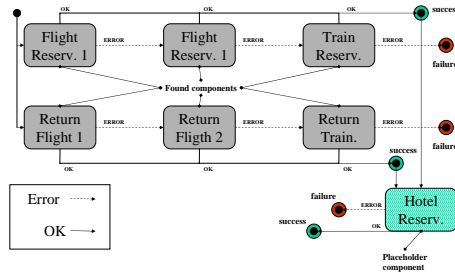 OK
OK
success
Flight
Reserv. 1
ERROR
Flight
Reserv. 1
ERROR
Train
Reserv.
ERROR
failure
Found components
Return
Flight 1
ERROR
Return
Fligth 2
ERROR
Return
Train.
ERROR
failure
OK
OK
OK
success
Error
OK
failure
ERROR
Hotel
Reserv.
success
OK
Placeholder
component